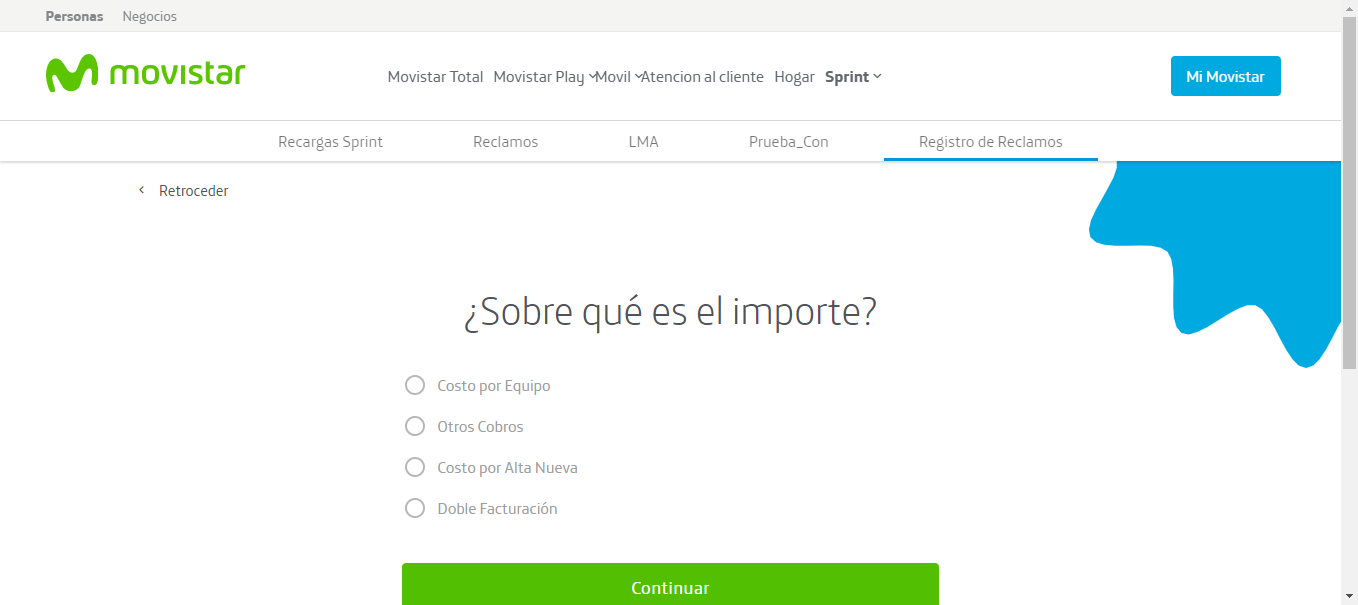 Personas Negocios
movistar
Movistar Total Movistar Play Movil Atencion al cliente Hogar Sprint
Mi Movistar
Recargas Sprint Reclamos LMA Prueba_Con Registro de Reclamos
Retroceder
¿Sobre qué es el importe?
Costo por Equipo
Otros Cobros
Costo por Alta Nueva
Doble Facturación
Continuar